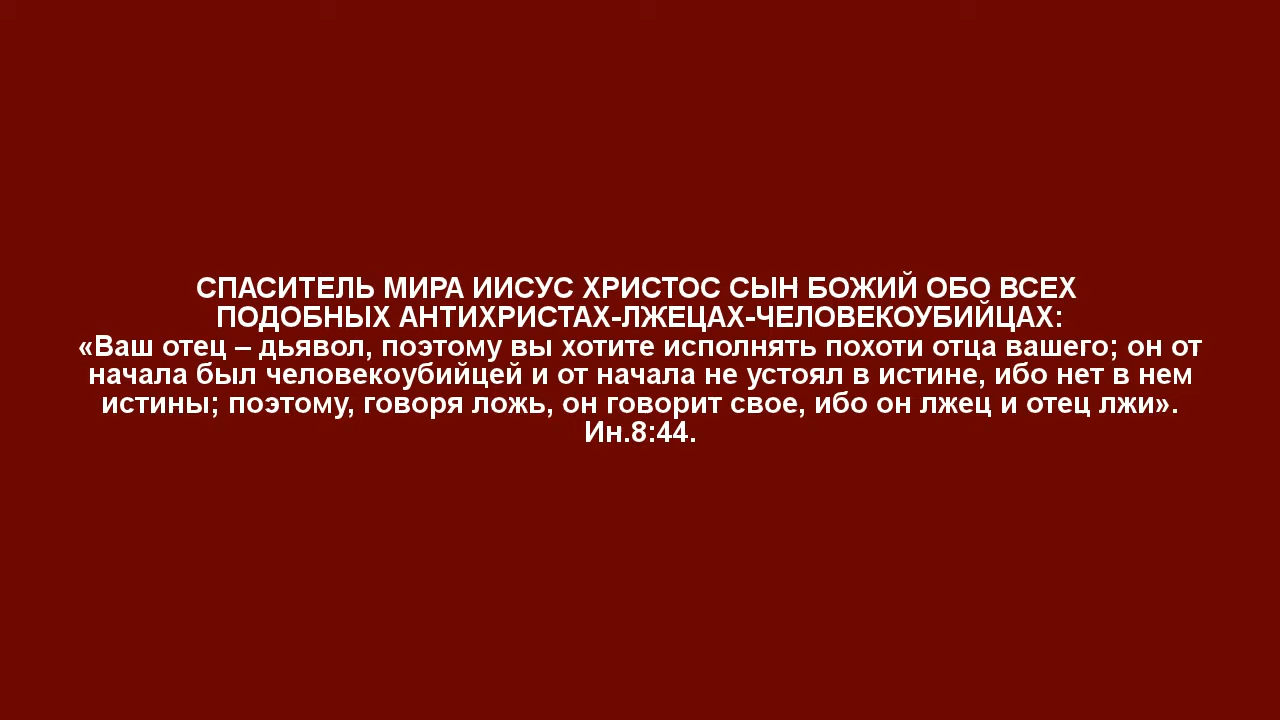 СПАСИТЕЛЬ МИРА ИИСУС ХРИСТОС СЫН БОЖИЙ ОБО ВСЕХ
ПОДОБНЫХ АНТИХРИСТАХ-ЛЖЕЦАХ-ЧЕЛОВЕКОУБИЙЦАХ:
«Ваш отец – дьявол, поэтому вы хотите исполнять похоти отца вашего; он от
начала был человекоубийцей и от начала не устоял в истине, ибо нет в нем
истины; поэтому, говоря ложь, он говорит свое, ибо он лжец и отец лжи».
Ин.8:44.